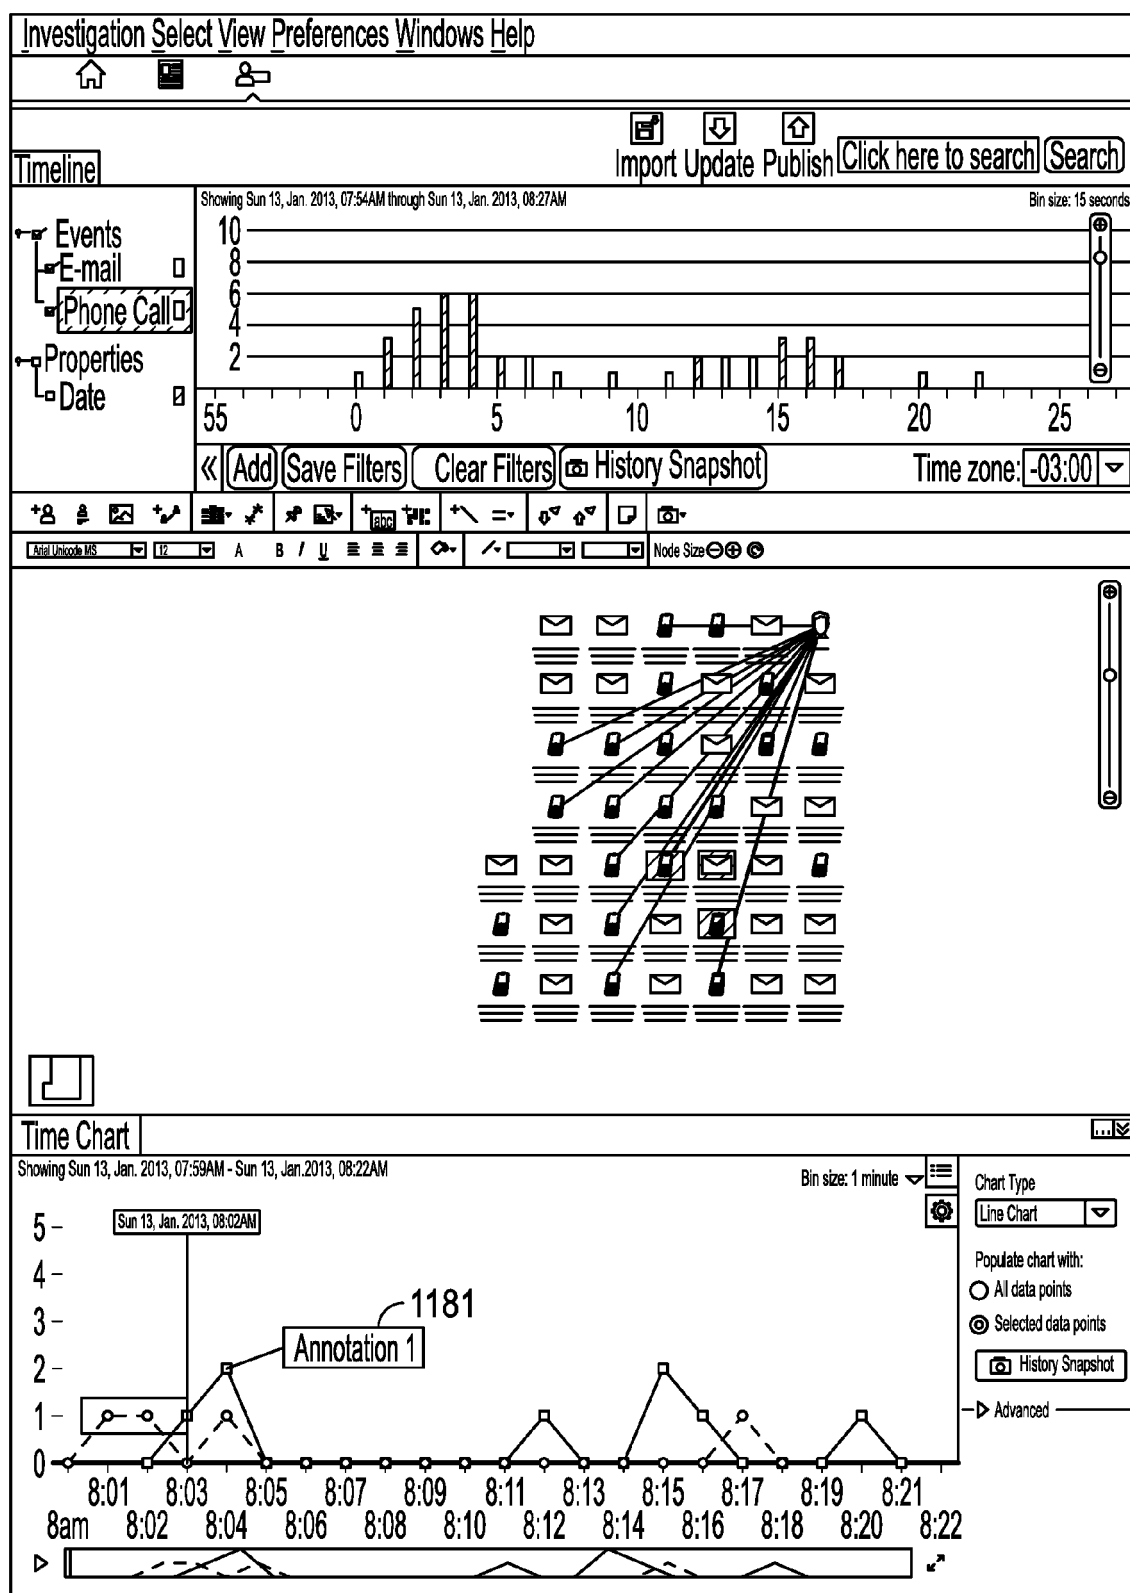 Investigation Select View Preferences Windows Help
Import Update Publish Click here to search Search
Timeline
Showing Sun 13, Jan. 2013, 07:54AM through Sun 13, Jan. 2013, 08:27AM
Bin size: 15 seconds
Events
E-mail
Phone Call
Properties
Date
10
8
6
4
2
55 0 5 10 15 20 25
« Add Save Filters Clear Filters History Snapshot Time zone: -03:00
abc
Arial Unicode MS 12 A B I U Node Size
Time Chart
...
Showing Sun 13, Jan. 2013, 07:59AM - Sun 13, Jan.2013, 08:22AM
Bin size: 1 minute
Sun 13, Jan. 2013, 08:02AM
1181
Annotation 1
5
4
3
2
1
0
8:01 8:03 8:05 8:07 8:09 8:11 8:13 8:15 8:17 8:19 8:21
8am 8:02 8:04 8:06 8:08 8:10 8:12 8:14 8:16 8:18 8:20 8:22
Chart Type
Line Chart
Populate chart with:
All data points
Selected data points
History Snapshot
Advanced